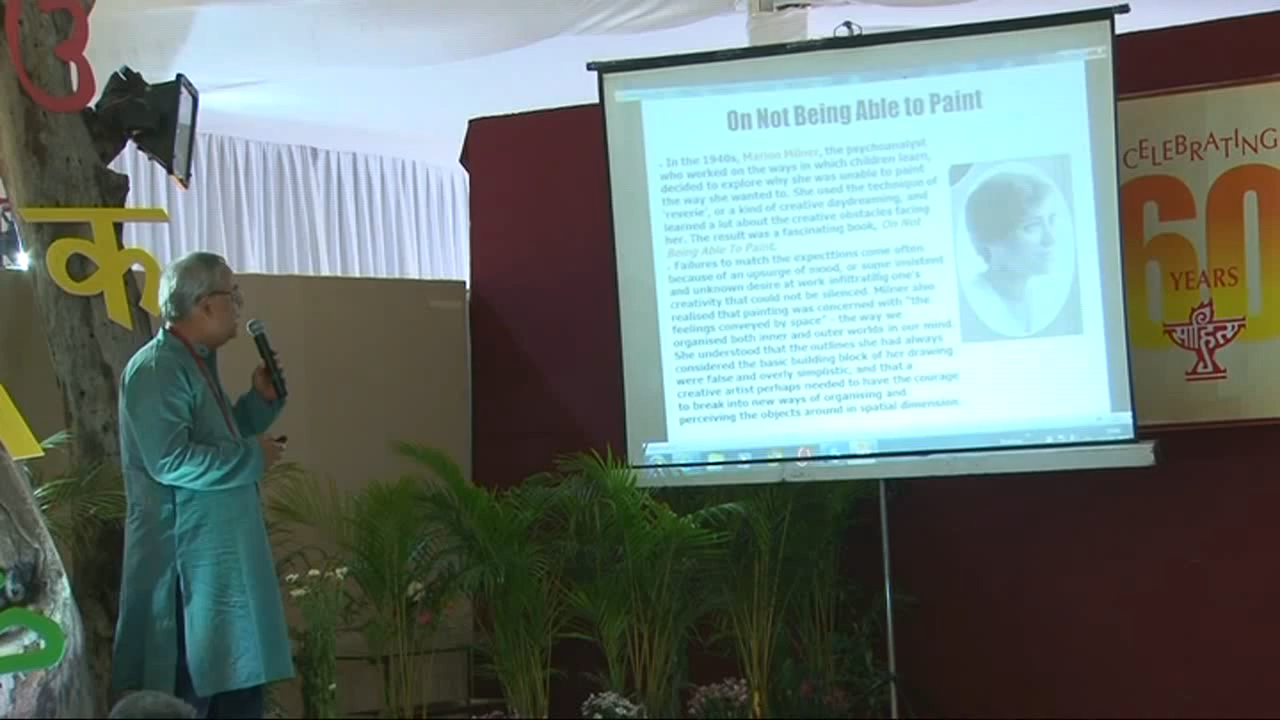 On Not Being Able to Paint
- In the 1940s, Marion Milner, the psychoanalyst
who worked on the ways in which children learn,
decided to explore why she was unable to paint
the way she wanted to. She used the technique of
'reverie', or a kind of creative daydreaming, and
learned a lot about the creative obstacles facing
her. The result was a fascinating book, On Not
Being Able To Paint.
- Failures to match the expecttions come often
because of an upsurge of mood, or some insistent
and unknown desire at work infiltratiIlg one's
creativity that could not be silenced. Milner also
realised that painting was concerned with "the
feelings conveyed by space" - the way we
organised both inner and outer worlds in our mind.
She understood that the outlines she had always
considered the basic building block of her drawing
were false and overly simplistic, and that a
creative artist perhaps needed to have the courage
to break into new ways of organising and
perceiving the objects around in spatial dimension.
CELEBRATING
60
YEARS
साहित्य
क